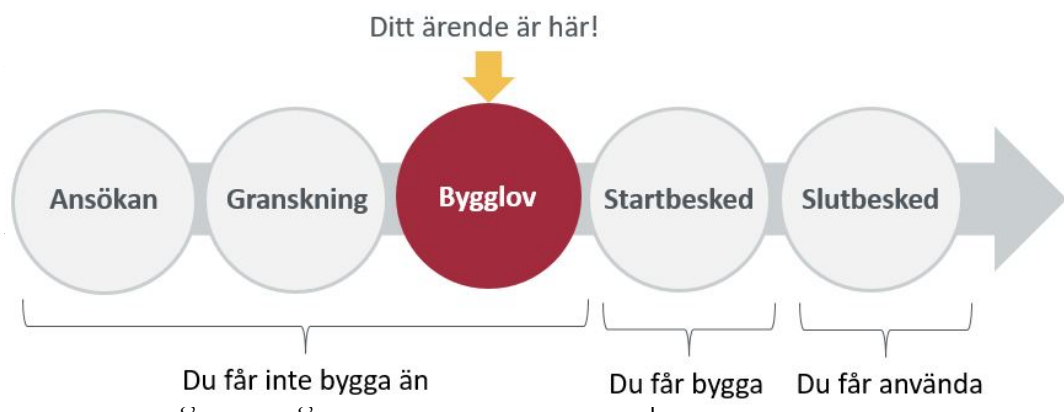 Ditt ärende är här!
Ansökan
Granskning
Bygglov
Startbesked
Slutbesked
Du får inte bygga än
Du får bygga
Du får använda